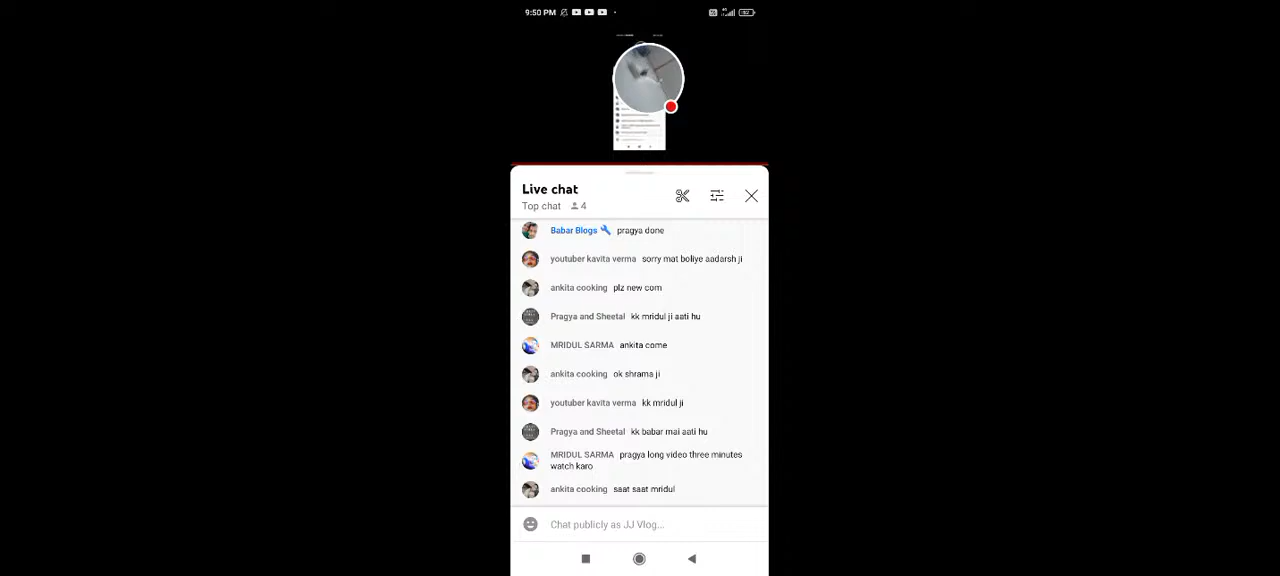 9:50 PM
Live chat
Top chat 4
Babar Blogs pragya done
youtuber kavita verma sorry mat boliye aadarsh ji
ankita cooking plz new com
Pragya and Sheetal kk mridul ji aati hu
MRIDUL SARMA ankita come
ankita cooking ok shrama ji
youtuber kavita verma kk mridul ji
Pragya and Sheetal kk babar mai aati hu
MRIDUL SARMA pragya long video three minutes
watch karo
ankita cooking saat saat mridul
Chat publicly as JJ Vlog...